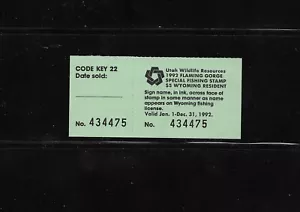 CODE KEY 22
Date sold:
No. 434475
Utah Wildlife Resources
1992 FLAMING GORGE
SPECIAL FISHING STAMP
$5 WYOMING RESIDENT
Sign name, in ink, across face of
stamp in some manner as name
appears on Wyoming fishing
license.
Valid Jan. 1-Dec. 31, 1992.
No. 434475